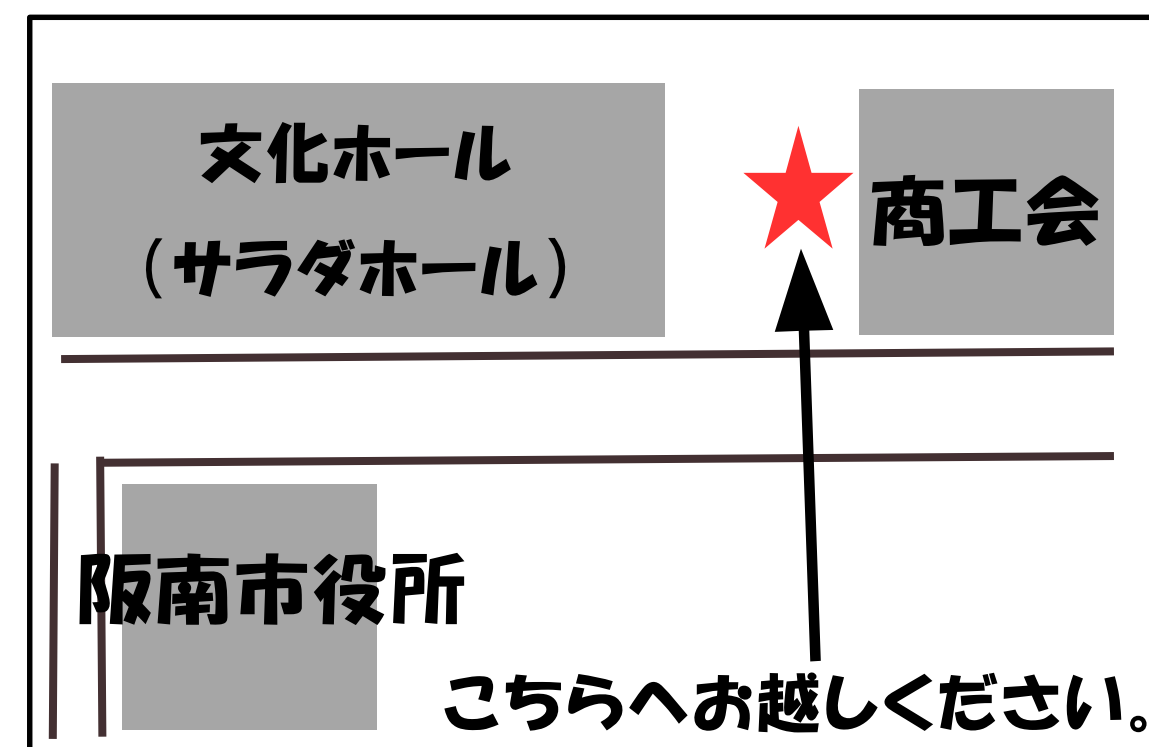 文化ホール
（サラダホール）
商工会
阪南市役所
こちらへお越しください。